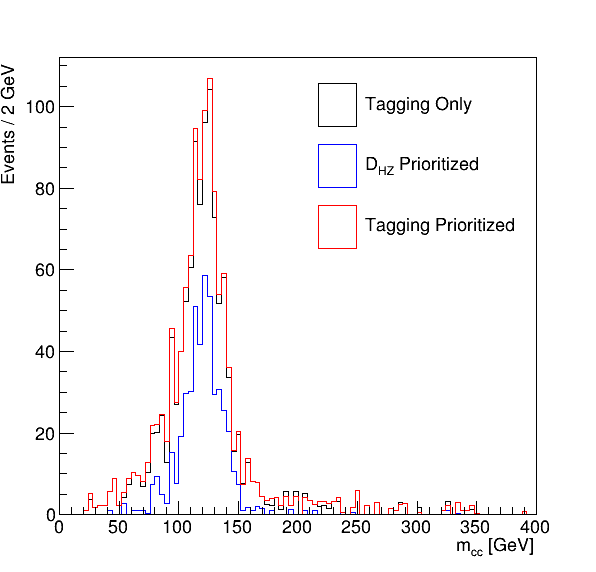 Events / 2 GeV
100
80
60
40
20
0
Tagging Only
D_HZ Prioritized
Tagging Prioritized
0 50 100 150 200 250 300 350 400
m_cc [GeV]